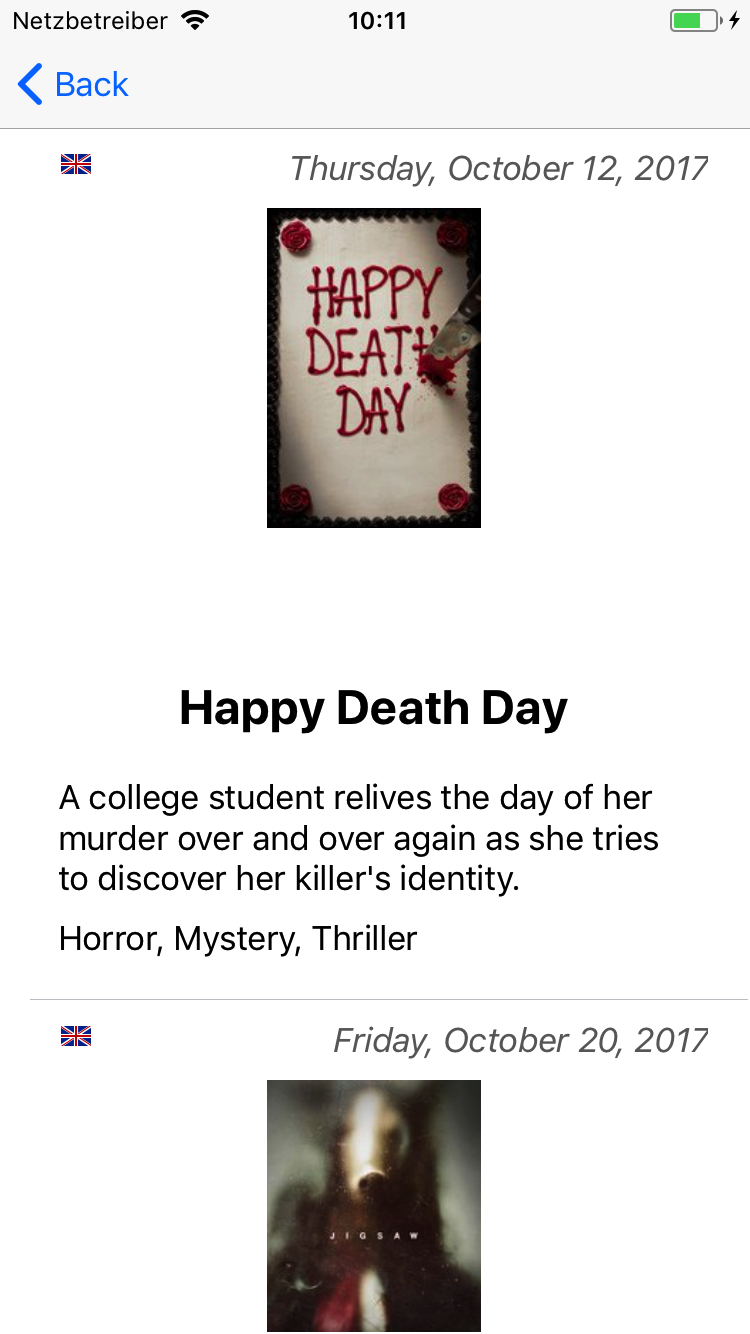 Netzbetreiber 10:11
Back
Thursday, October 12, 2017
HAPPY
DEATH
DAY
Happy Death Day
A college student relives the day of her
murder over and over again as she tries
to discover her killer's identity.
Horror, Mystery, Thriller
Friday, October 20, 2017
JIGSAW